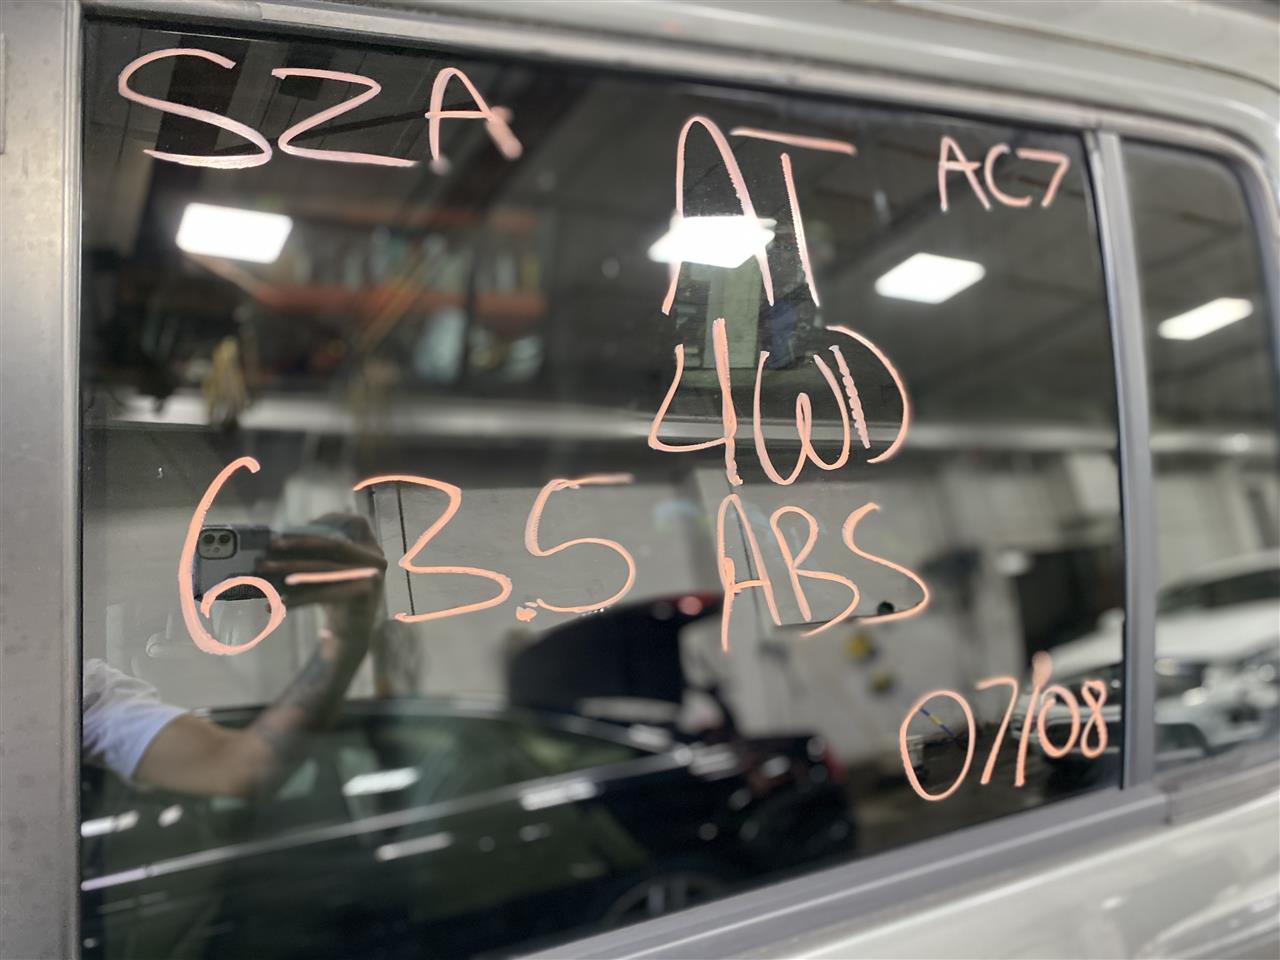 SZA
AT
AC7
4WD
6-3.5
ABS
07/08